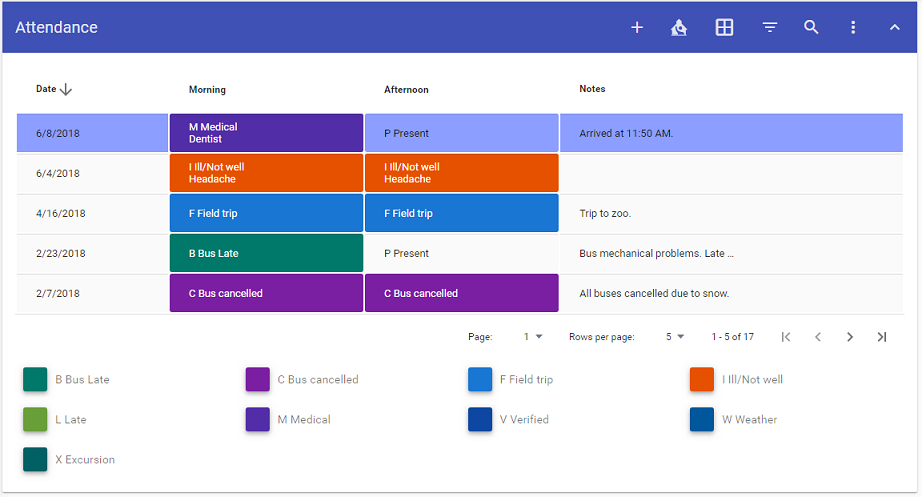 Attendance
Date Morning Afternoon Notes
6/8/2018 M Medical P Present Arrived at 11:50 AM.
Dentist
6/4/2018 I Ill/Not well I Ill/Not well
Headache Headache
4/16/2018 F Field trip F Field trip Trip to zoo.
2/23/2018 B Bus Late P Present Bus mechanical problems. Late ...
2/7/2018 C Bus cancelled C Bus cancelled All buses cancelled due to snow.
Page: 1 Rows per page: 5 1 - 5 of 17
B Bus Late C Bus cancelled F Field trip I Ill/Not well
L Late M Medical V Verified W Weather
X Excursion